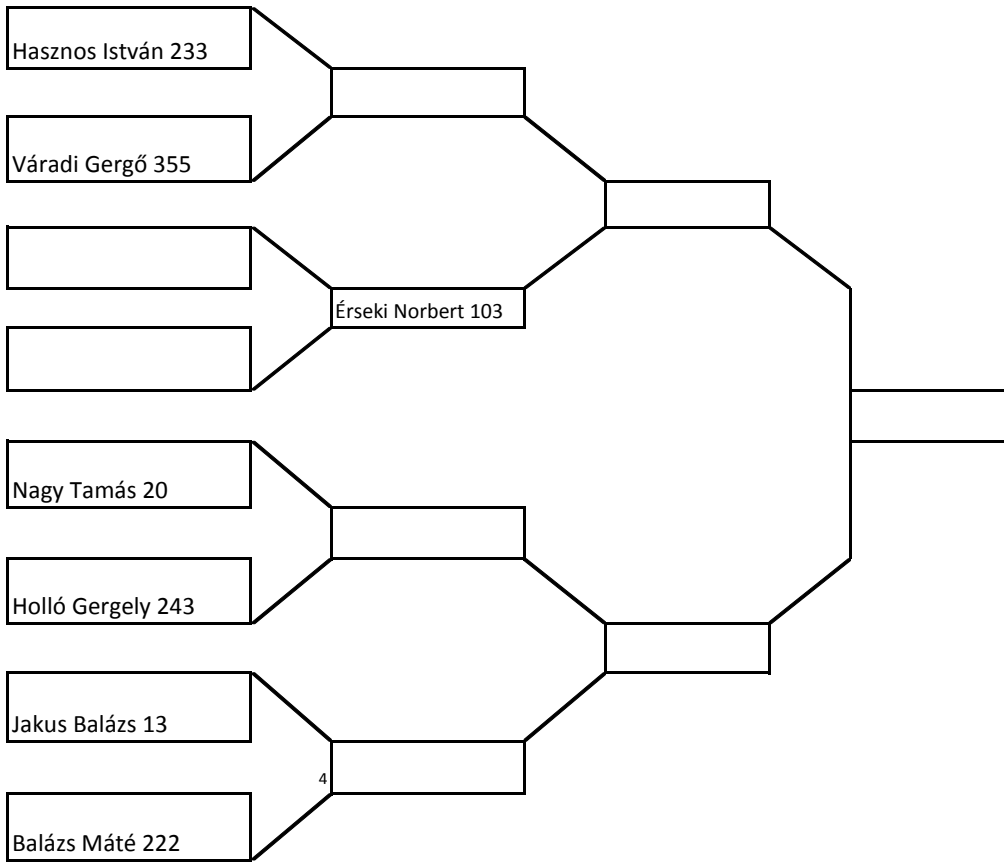 Hasznos István 233
Váradi Gergő 355
Érseki Norbert 103
Nagy Tamás 20
Holló Gergely 243
Jakus Balázs 13
4
Balázs Máté 222